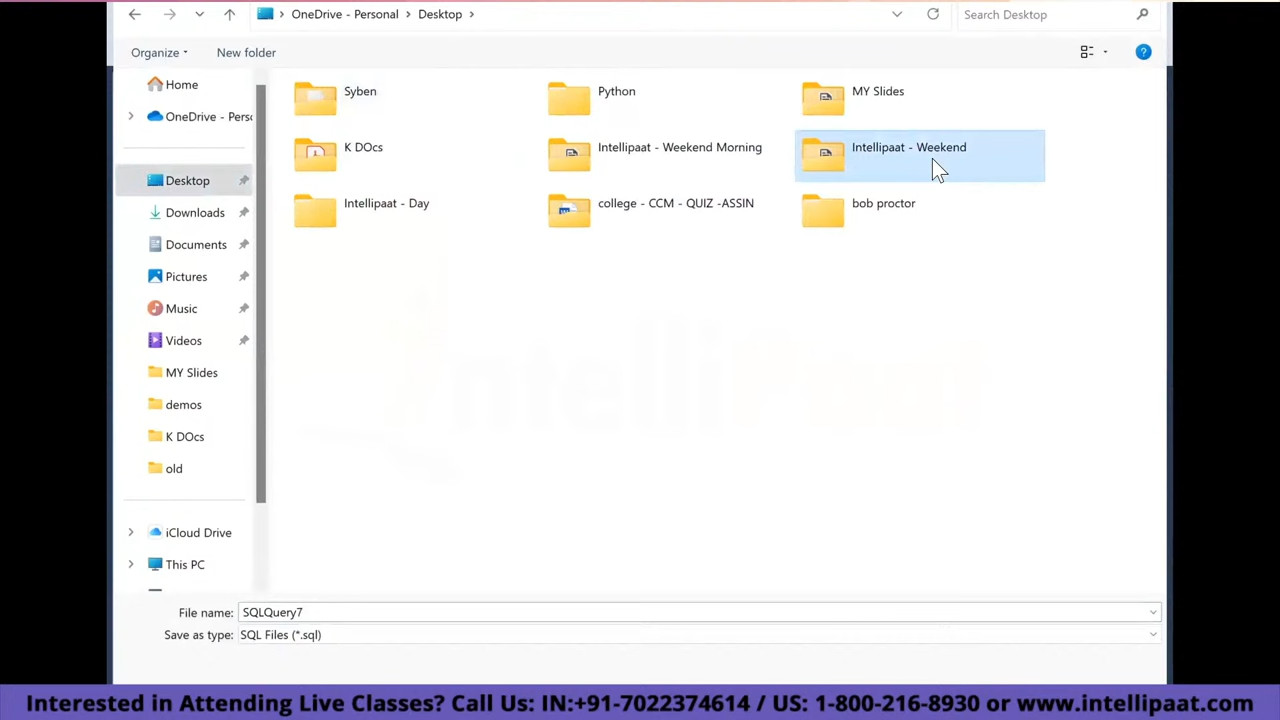 OneDrive - Personal > Desktop >
Search Desktop
Organize
New folder
Home
OneDrive - Perso
Desktop
Downloads
Documents
Pictures
Music
Videos
MY Slides
demos
K DOcs
old
iCloud Drive
This PC
Syben
Python
MY Slides
K DOcs
Intellipaat - Weekend Morning
Intellipaat - Weekend
Intellipaat - Day
college - CCM - QUIZ -ASSIN
bob proctor
IntelliPaat
File name: SQLQuery7
Save as type: SQL Files (*.sql)
Interested in Attending Live Classes? Call Us: IN:+91-7022374614 / US: 1-800-216-8930 or www.intellipaat.com